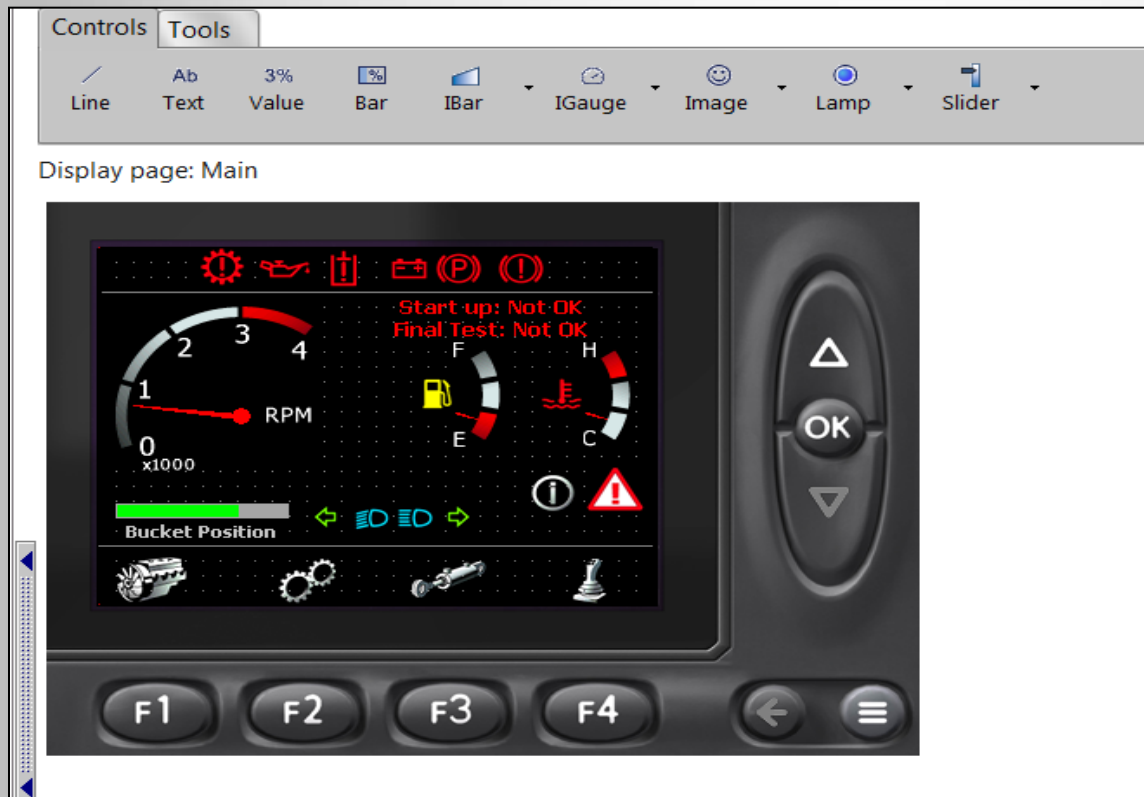 Controls Tools
Ab 3% %
Line Text Value Bar IBar IGauge Image Lamp Slider
Display page: Main
Start up: Not OK
Final Test: Not OK
3
2 4
F H
1
RPM
0
E C
x1000
Bucket Position
P
OK
F1 F2 F3 F4